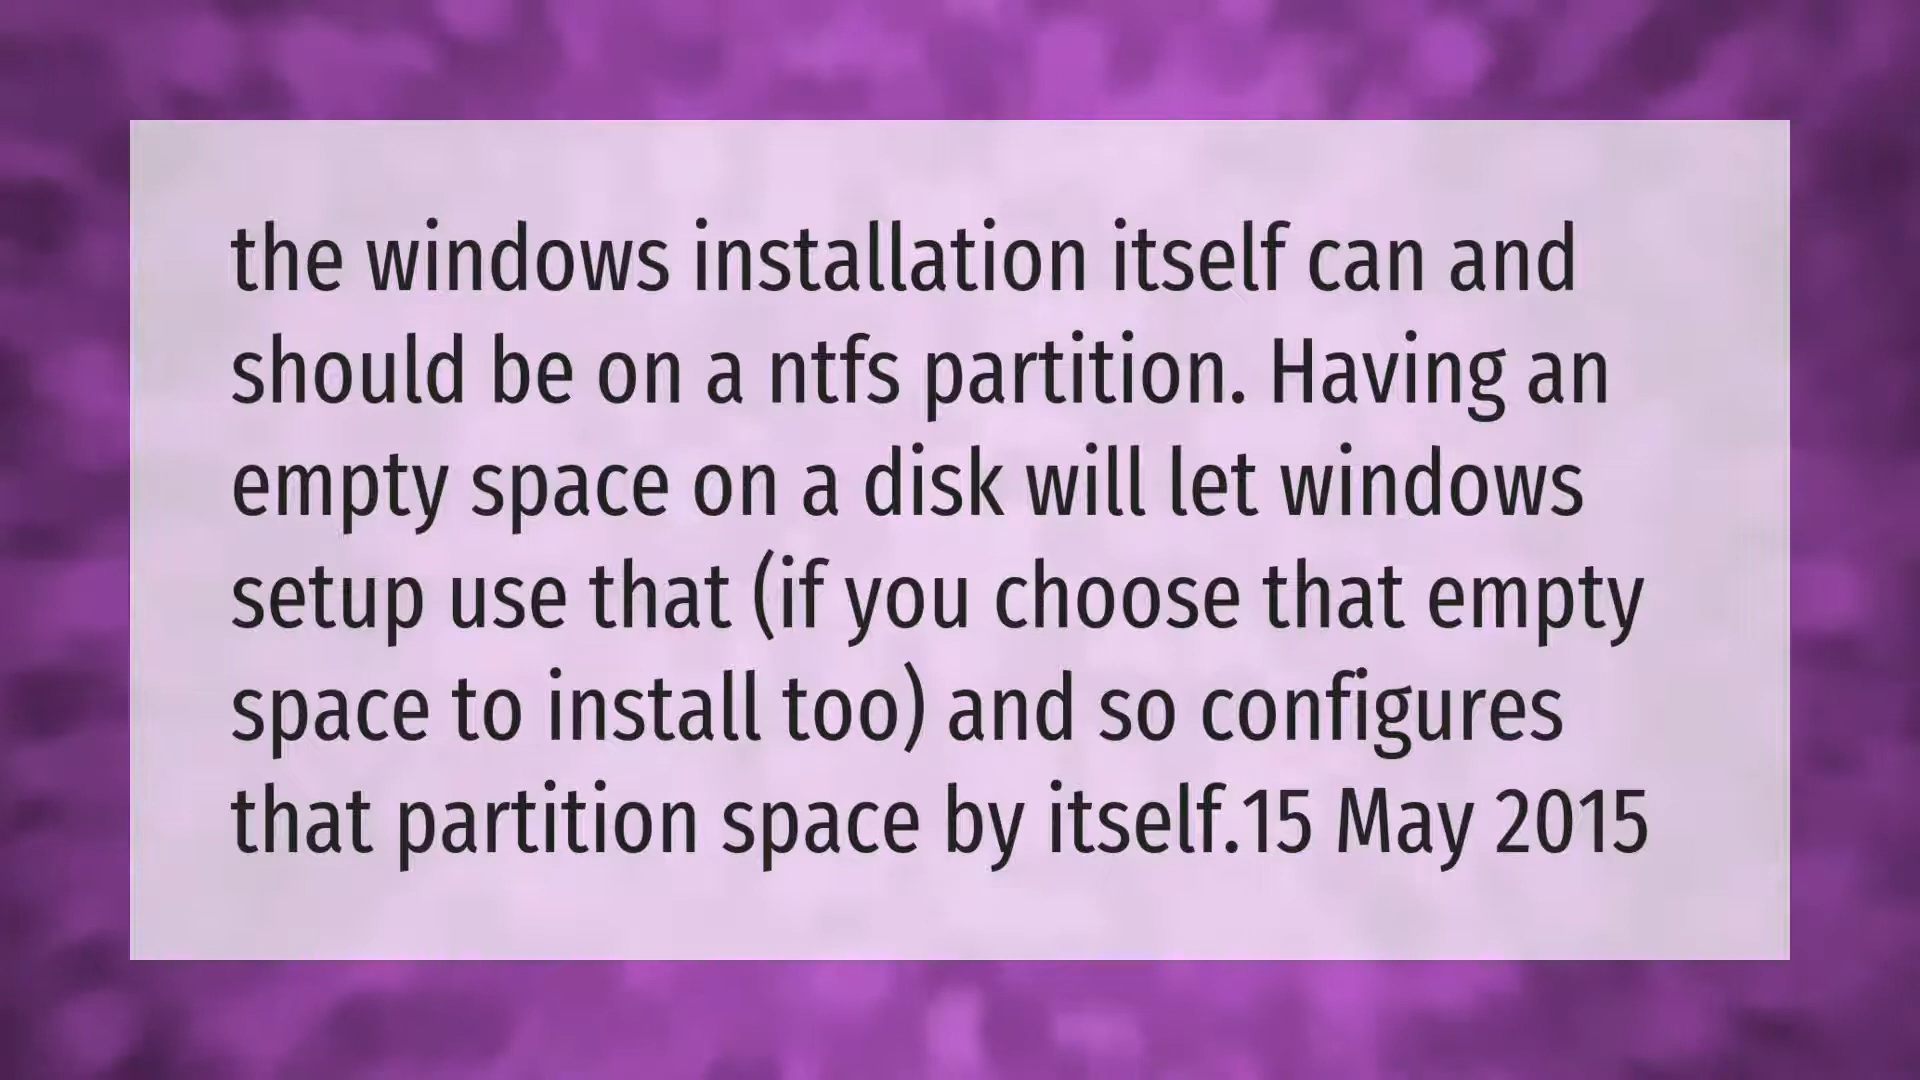 the windows installation itself can and
should be on a ntfs partition. Having an
empty space on a disk will let windows
setup use that (if you choose that empty
space to install too) and so configures
that partition space by itself.15 May 2015